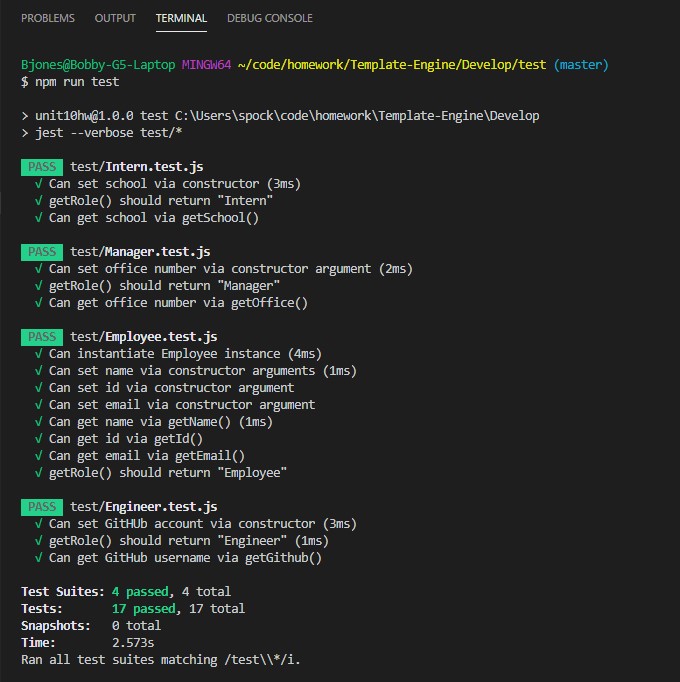 PROBLEMS OUTPUT TERMINAL DEBUG CONSOLE
Bjones@Bobby-G5-Laptop MINGW64 ~/code/homework/Template-Engine/Develop/test (master)
$ npm run test
> unit10hw@1.0.0 test C:\Users\spock\code\homework\Template-Engine\Develop
> jest --verbose test/*
PASS test/Intern.test.js
√ Can set school via constructor (3ms)
√ getRole() should return "Intern"
√ Can get school via getSchool()
PASS test/Manager.test.js
√ Can set office number via constructor argument (2ms)
√ getRole() should return "Manager"
√ Can get office number via getOffice()
PASS test/Employee.test.js
√ Can instantiate Employee instance (4ms)
√ Can set name via constructor arguments (1ms)
√ Can set id via constructor argument
√ Can set email via constructor argument
√ Can get name via getName() (1ms)
√ Can get id via getId()
√ Can get email via getEmail()
√ getRole() should return "Employee"
PASS test/Engineer.test.js
√ Can set GitHUb account via constructor (3ms)
√ getRole() should return "Engineer" (1ms)
√ Can get GitHub username via getGithub()
Test Suites: 4 passed, 4 total
Tests: 17 passed, 17 total
Snapshots: 0 total
Time: 2.573s
Ran all test suites matching /test\\*/i.